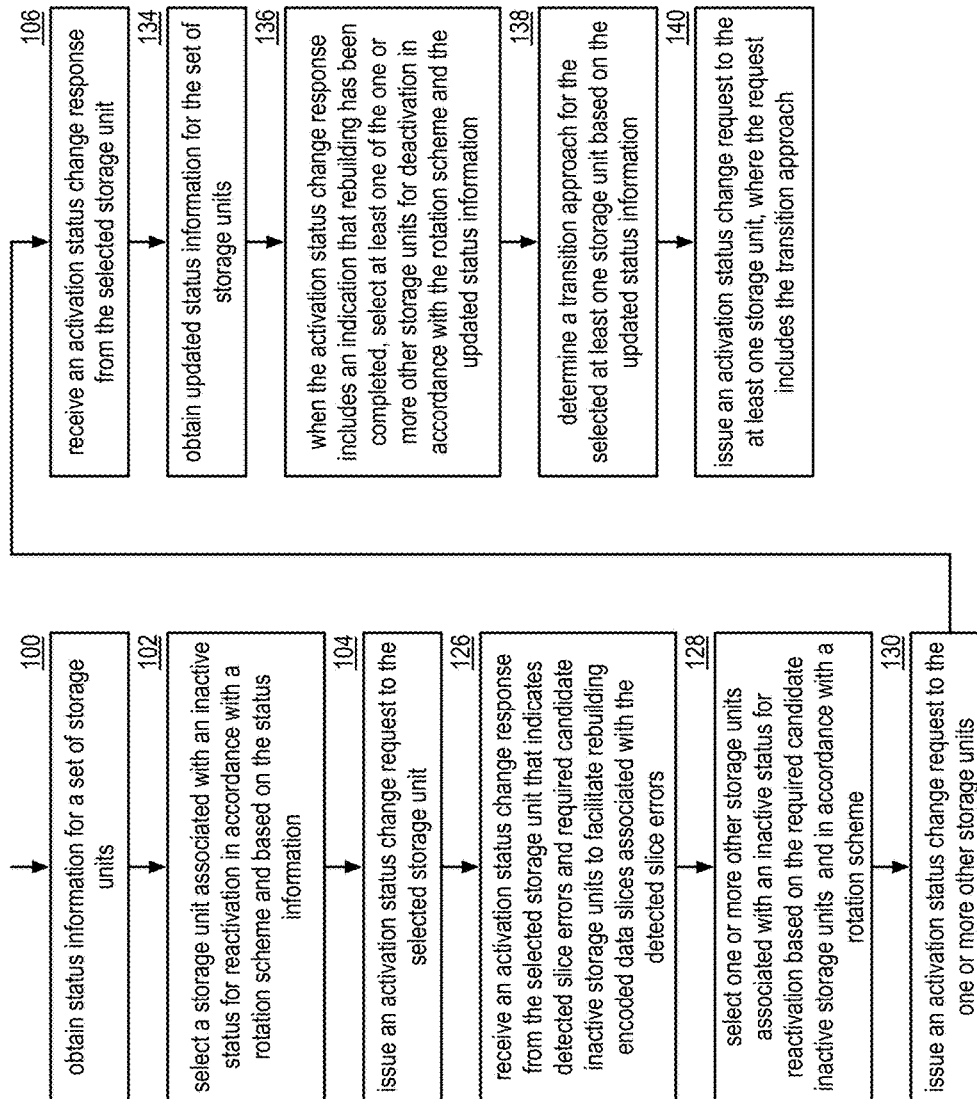 100
obtain status information for a set of storage
units
102
select a storage unit associated with an inactive
status for reactivation in accordance with a
rotation scheme and based on the status
information
104
issue an activation status change request to the
selected storage unit
126
receive an activation status change response
from the selected storage unit that indicates
detected slice errors and required candidate
inactive storage units to facilitate rebuilding
encoded data slices associated with the
detected slice errors
128
select one or more other storage units
associated with an inactive status for
reactivation based on the required candidate
inactive storage units and in accordance with a
rotation scheme
130
issue an activation status change request to the
one or more other storage units
106
receive an activation status change response
from the selected storage unit
134
obtain updated status information for the set of
storage units
136
when the activation status change response
includes an indication that rebuilding has been
completed, select at least one of the one or
more other storage units for deactivation in
accordance with the rotation scheme and the
updated status information
138
determine a transition approach for the
selected at least one storage unit based on the
updated status information
140
issue an activation status change request to the
at least one storage unit, where the request
includes the transition approach